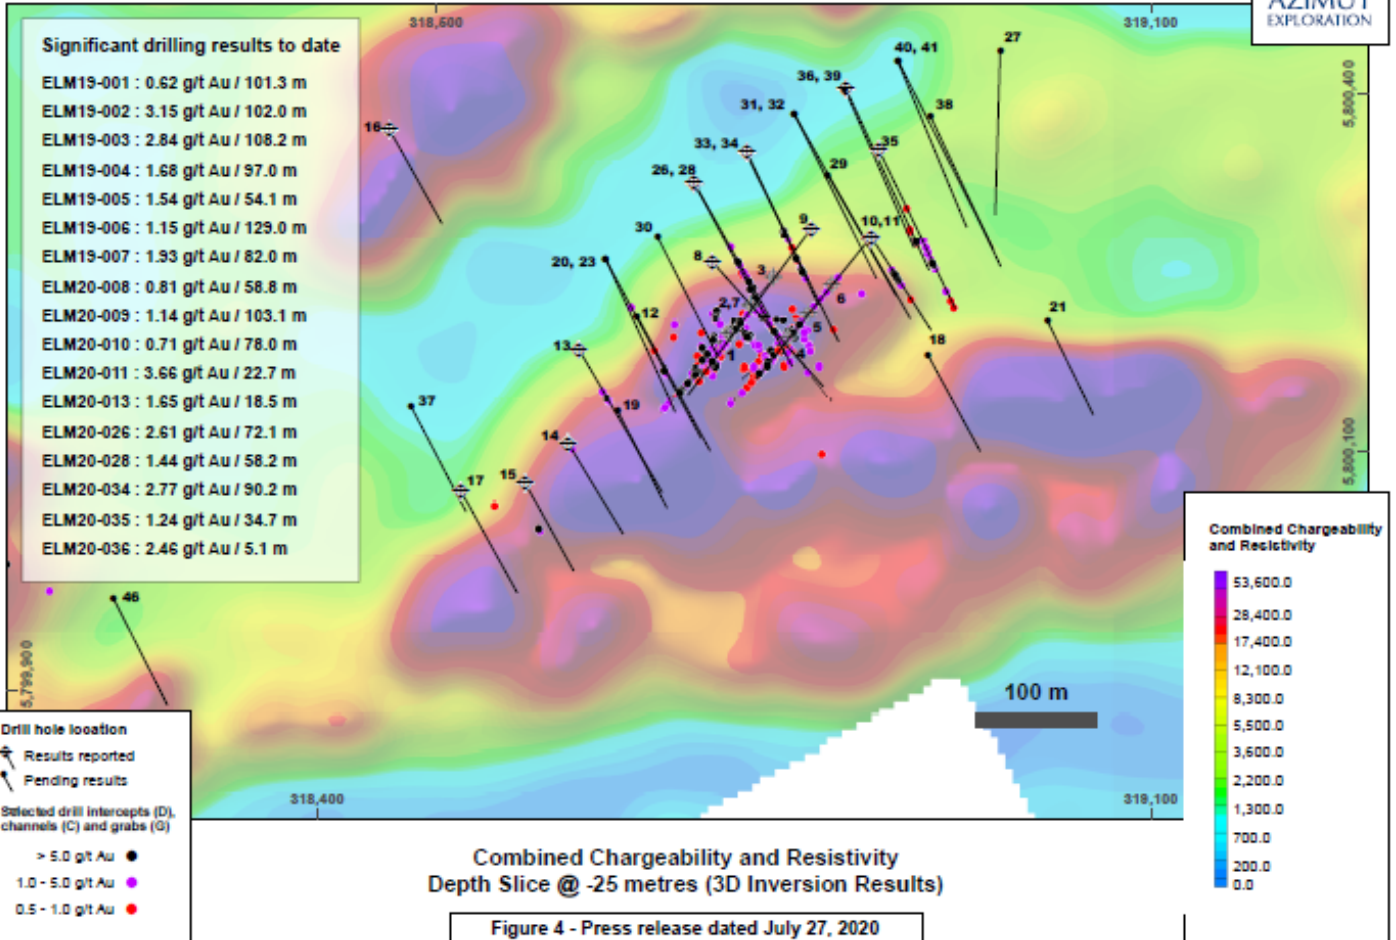 AZIMUT
EXPLORATION
318,500
319,100
5,800,400
5,800,100
5,799,900
318,400
319,100
Significant drilling results to date
ELM19-001 : 0.62 g/t Au / 101.3 m
ELM19-002 : 3.15 g/t Au / 102.0 m
ELM19-003 : 2.84 g/t Au / 108.2 m
ELM19-004 : 1.68 g/t Au / 97.0 m
ELM19-005 : 1.54 g/t Au / 54.1 m
ELM19-006 : 1.15 g/t Au / 129.0 m
ELM19-007 : 1.93 g/t Au / 82.0 m
ELM20-008 : 0.81 g/t Au / 58.8 m
ELM20-009 : 1.14 g/t Au / 103.1 m
ELM20-010 : 0.71 g/t Au / 78.0 m
ELM20-011 : 3.66 g/t Au / 22.7 m
ELM20-013 : 1.65 g/t Au / 18.5 m
ELM20-026 : 2.61 g/t Au / 72.1 m
ELM20-028 : 1.44 g/t Au / 58.2 m
ELM20-034 : 2.77 g/t Au / 90.2 m
ELM20-035 : 1.24 g/t Au / 34.7 m
ELM20-036 : 2.46 g/t Au / 5.1 m
27
40, 41
36, 39
38
31, 32
16
33, 34
35
26, 28
29
9
10,11
30
8
3
20, 23
6
2,7
12
5
21
13
1
4
18
37
19
14
17
15
46
100 m
Drill hole location
Results reported
Pending results
Selected drill intercepts (D),
channels (C) and grabs (G)
> 5.0 g/t Au
1.0 - 5.0 g/t Au
0.5 - 1.0 g/t Au
Combined Chargeability
and Resistivity
53,600.0
28,400.0
17,400.0
12,100.0
8,300.0
5,500.0
3,600.0
2,200.0
1,300.0
700.0
200.0
0.0
Combined Chargeability and Resistivity
Depth Slice @ -25 metres (3D Inversion Results)
Figure 4 - Press release dated July 27, 2020